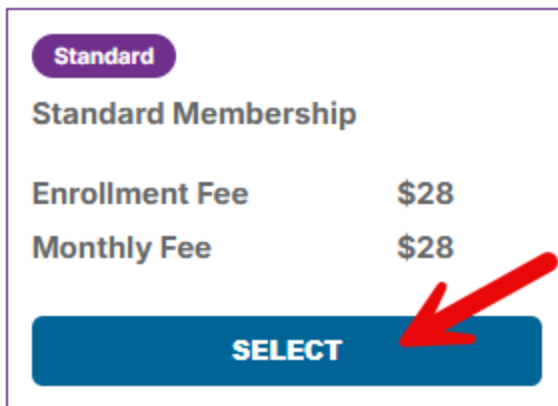 Standard
Standard Membership
Enrollment Fee $28
Monthly Fee $28
SELECT